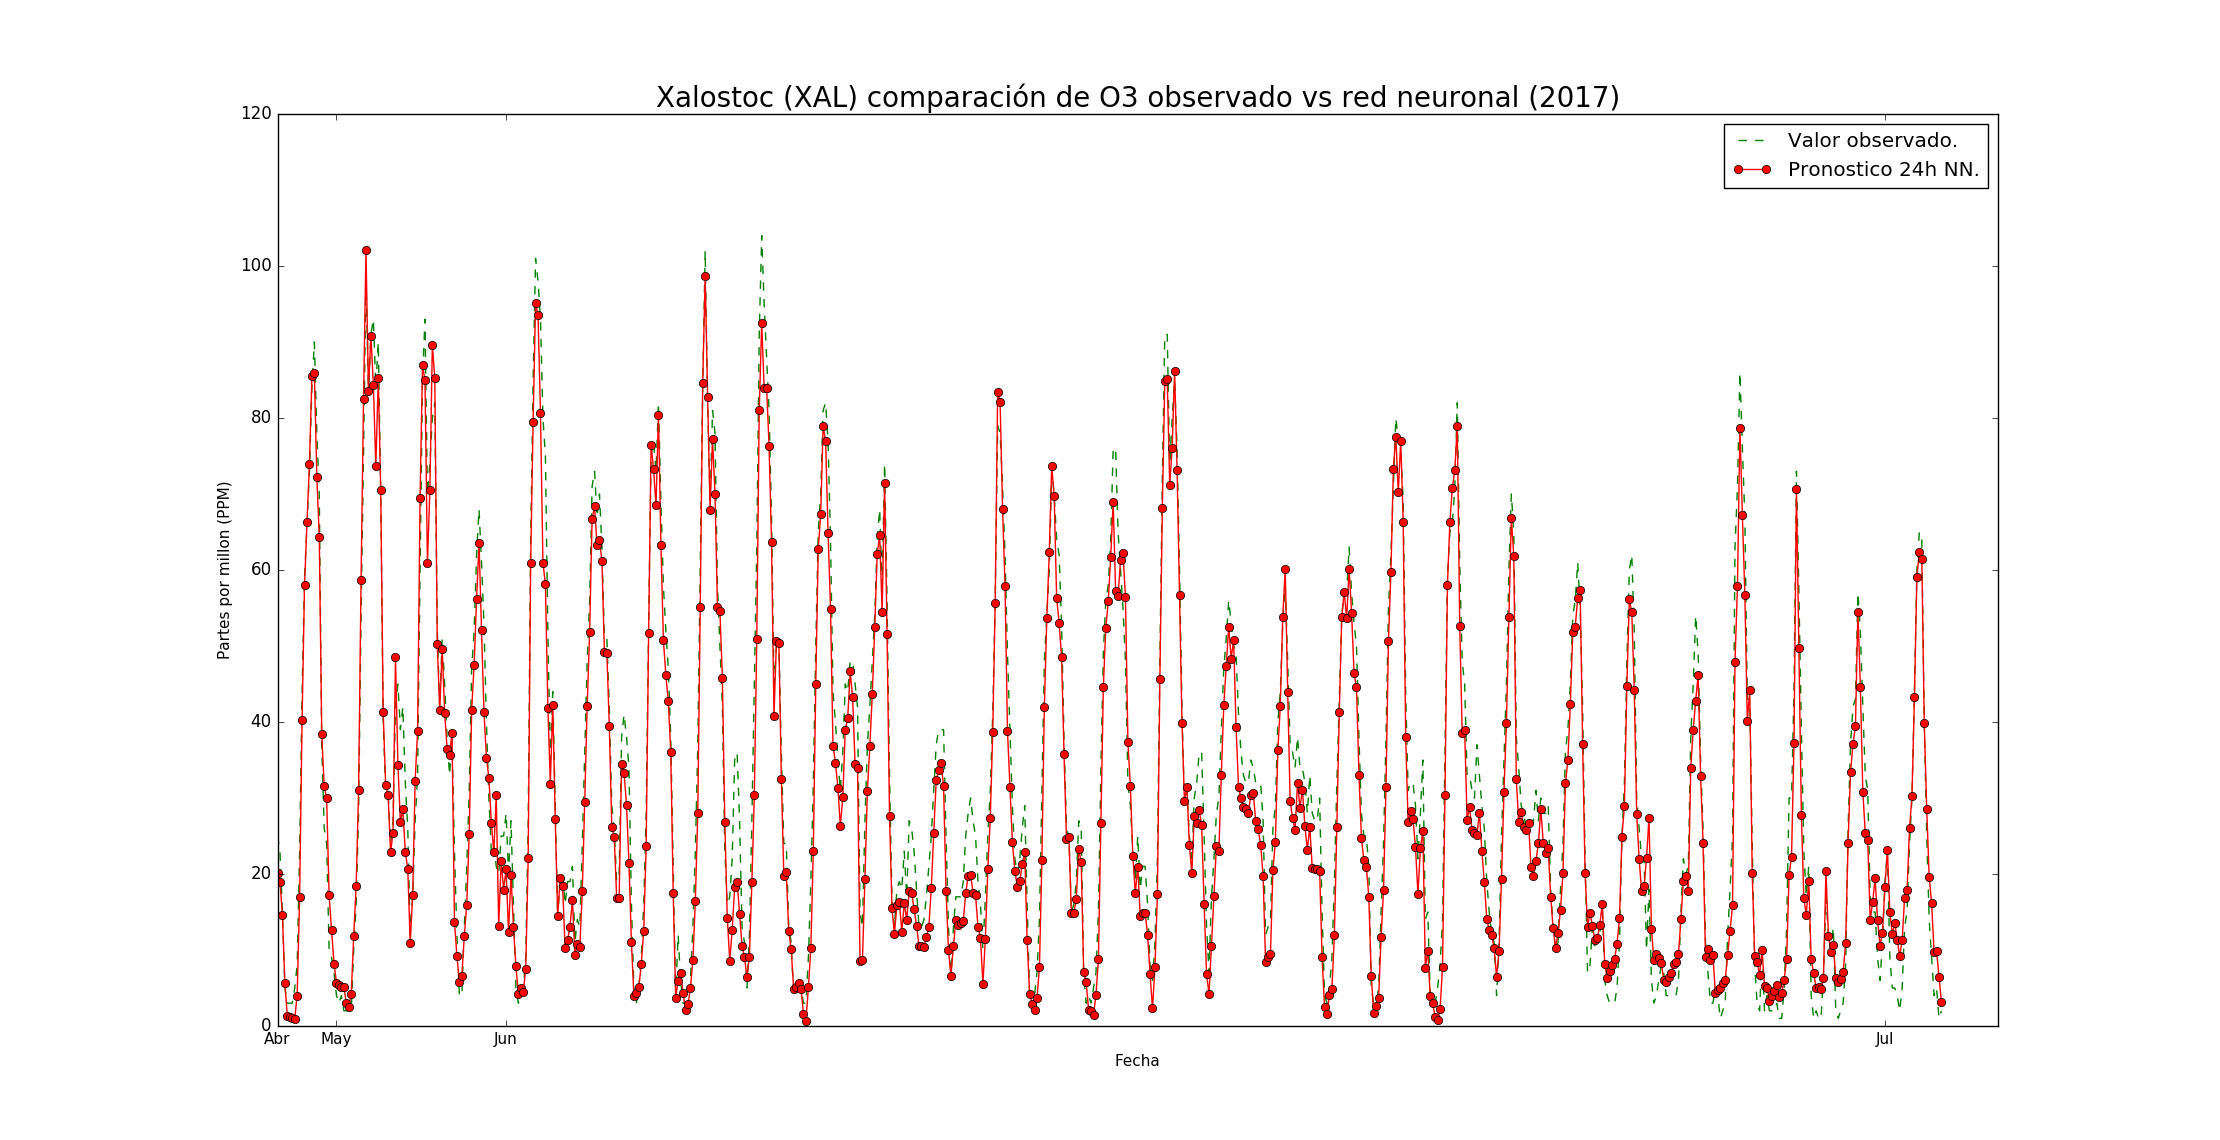 Xalostoc (XAL) comparación de O3 observado vs red neuronal (2017)
120
100
80
60
40
20
0
Partes por millon (PPM)
Valor observado.
Pronostico 24h NN.
Abr May Jun Jul
Fecha